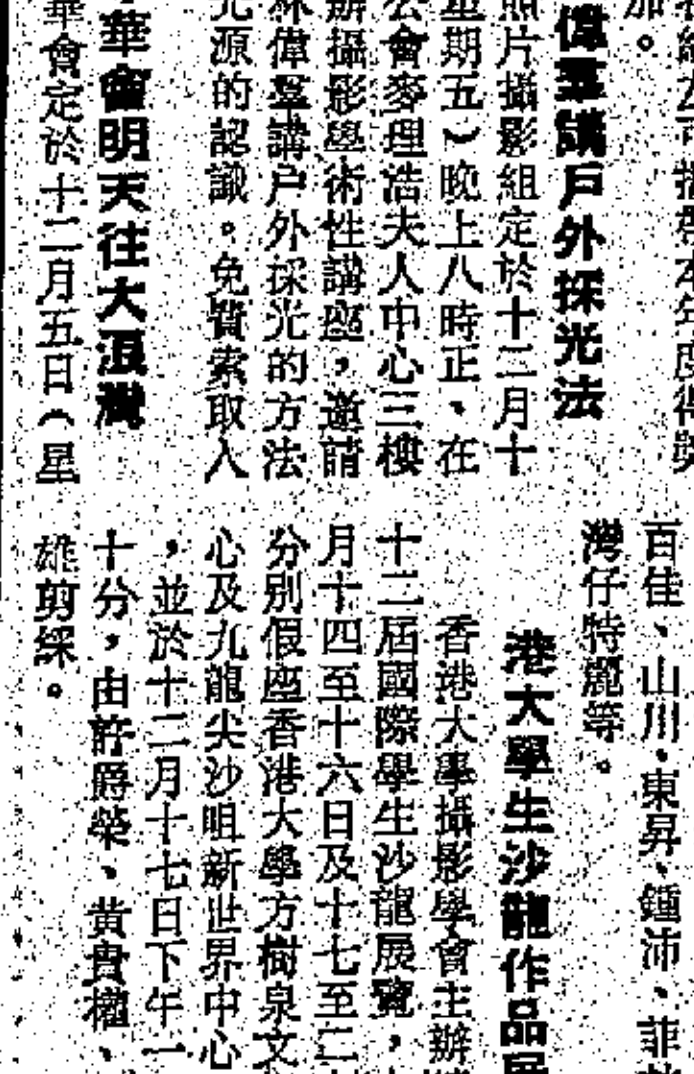 加。
偉羣講戶外採光法
照片攝影組定於十二月十
星期五）晚上八時正、在
公會麥理浩夫人中心三樓
辦攝影學術性講座，邀請
偉羣講戶外採光的方法
光源的認識。免費索取入
華會明天往大浪灣
華會定於十二月五日（星
百佳、山川、東昇、鍾沛、菲
灣仔特麗等。
港大學生沙龍作品展
香港大學攝影學會主辦
十二屆國際學生沙龍展覽，
月十四至十六日及十七至二
分別假座香港大學方樹泉文
心及九龍尖沙咀新世界中心
，並於十二月十七日下午一
十分，由許爵榮、黃貴權、
雄剪綵。